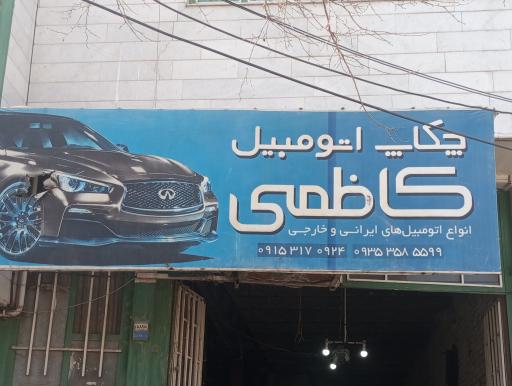 چکاپ اتومبیل
کاظمی
انواع اتومبیل‌های ایرانی و خارجی
۰۹۱۵ ۳۱۷ ۰۹۲۴ ۰۹۳۵ ۳۵۸ ۵۵۹۹